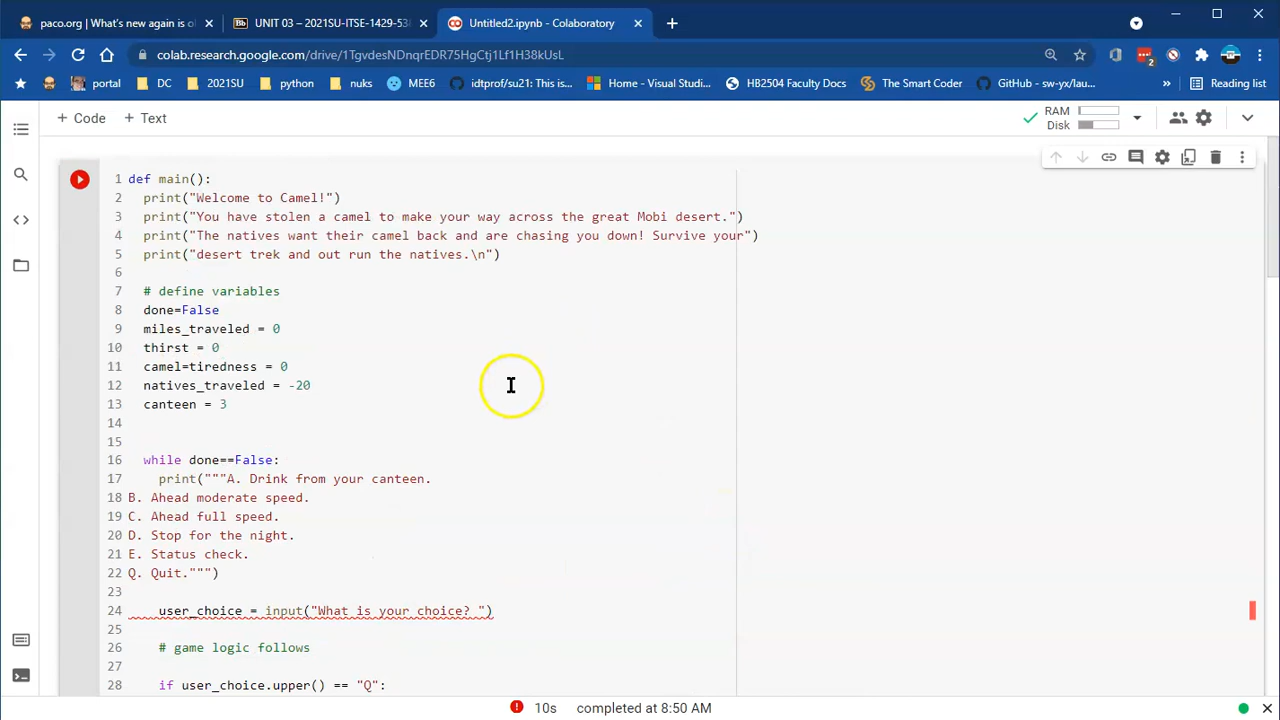 paco.org | What's new again is o
UNIT 03 – 2021SU-ITSE-1429-53
Untitled2.ipynb - Colaboratory
colab.research.google.com/drive/1TgvdesNDnqrEDR75HgCtj1Lf1H38kUsL
portal
DC
2021SU
python
nuks
MEE6
idtprof/su21: This is...
Home - Visual Studi...
HB2504 Faculty Docs
The Smart Coder
GitHub - sw-yx/lau...
»
Reading list
+ Code + Text
RAM
Disk
1 def main():
2 print("Welcome to Camel!")
3 print("You have stolen a camel to make your way across the great Mobi desert.")
4 print("The natives want their camel back and are chasing you down! Survive your")
5 print("desert trek and out run the natives.\n")
6
7 # define variables
8 done=False
9 miles_traveled = 0
10 thirst = 0
11 camel=tiredness = 0
12 natives_traveled = -20
13 canteen = 3
14
15
16 while done==False:
17 print("""A. Drink from your canteen.
18 B. Ahead moderate speed.
19 C. Ahead full speed.
20 D. Stop for the night.
21 E. Status check.
22 Q. Quit.""")
23
24 user_choice = input("What is your choice? ")
25
26 # game logic follows
27
28 if user_choice.upper() == "Q":
10s completed at 8:50 AM